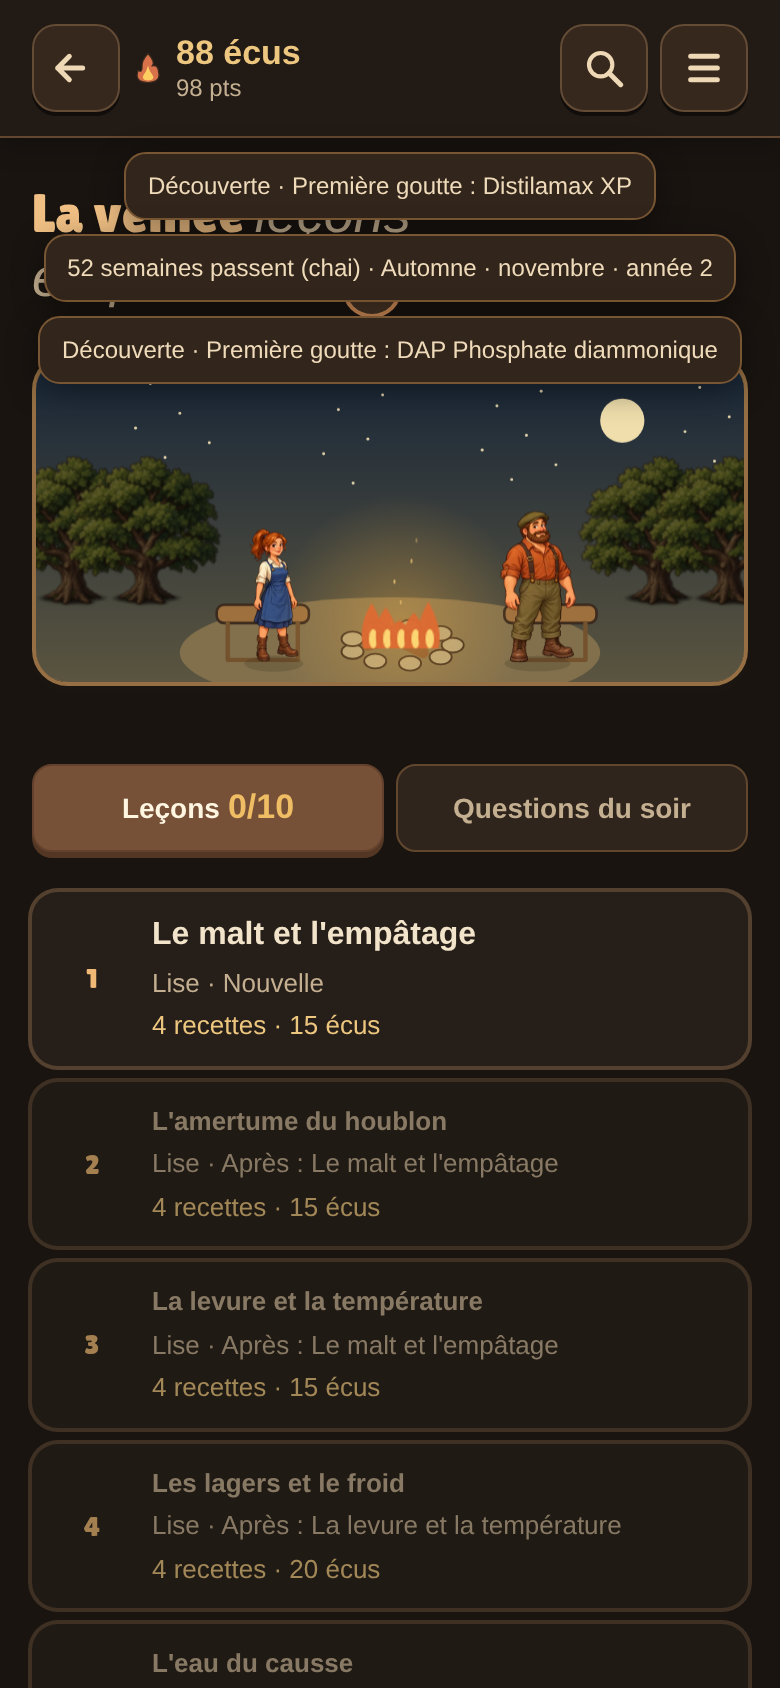 88 écus
98 pts
Découverte · Première goutte : Distilamax XP
La leçons
52 semaines passent (chai) · Automne · novembre · année 2
Découverte · Première goutte : DAP Phosphate diammonique
Leçons 0/10
Questions du soir
1
Le malt et l'empâtage
Lise · Nouvelle
4 recettes · 15 écus
2
L'amertume du houblon
Lise · Après : Le malt et l'empâtage
4 recettes · 15 écus
3
La levure et la température
Lise · Après : Le malt et l'empâtage
4 recettes · 15 écus
4
Les lagers et le froid
Lise · Après : La levure et la température
4 recettes · 20 écus
L'eau du causse